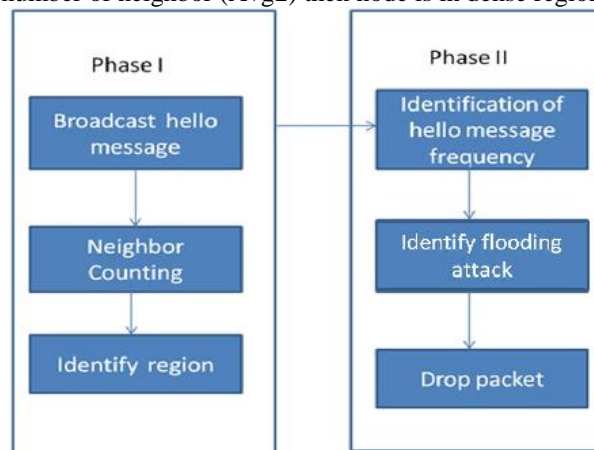 number of neighbor (Avg2) then node is in dense region
Phase I
Broadcast hello
message
Neighbor
Counting
Identify region
Phase II
Identification of
hello message
frequency
Identify flooding
attack
Drop packet